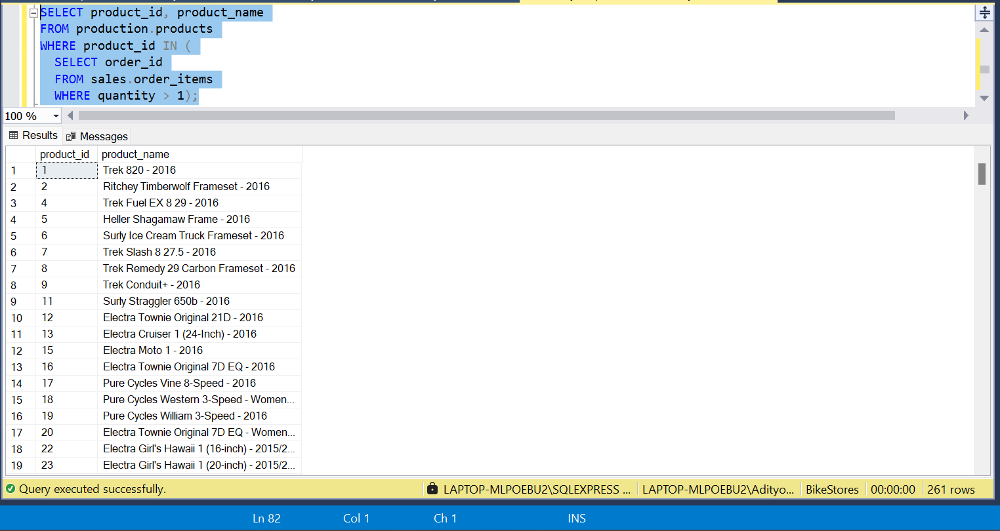 SELECT product_id, product_name
FROM production.products
WHERE product_id IN (
SELECT order_id
FROM sales.order_items
WHERE quantity > 1);
100 %
Results Messages
product_id product_name
1 1 Trek 820 - 2016
2 2 Ritchey Timberwolf Frameset - 2016
3 4 Trek Fuel EX 8 29 - 2016
4 5 Heller Shagamaw Frame - 2016
5 6 Surly Ice Cream Truck Frameset - 2016
6 7 Trek Slash 8 27.5 - 2016
7 8 Trek Remedy 29 Carbon Frameset - 2016
8 9 Trek Conduit+ - 2016
9 11 Surly Straggler 650b - 2016
10 12 Electra Townie Original 21D - 2016
11 13 Electra Cruiser 1 (24-Inch) - 2016
12 15 Electra Moto 1 - 2016
13 16 Electra Townie Original 7D EQ - 2016
14 17 Pure Cycles Vine 8-Speed - 2016
15 18 Pure Cycles Western 3-Speed - Women...
16 19 Pure Cycles William 3-Speed - 2016
17 20 Electra Townie Original 7D EQ - Women...
18 22 Electra Girl's Hawaii 1 (16-inch) - 2015/2...
19 23 Electra Girl's Hawaii 1 (20-inch) - 2015/2...
Query executed successfully. LAPTOP-MLPOEBU2\SQLEXPRESS ... LAPTOP-MLPOEBU2\Adityo... BikeStores 00:00:00 261 rows
Ln 82 Col 1 Ch 1 INS